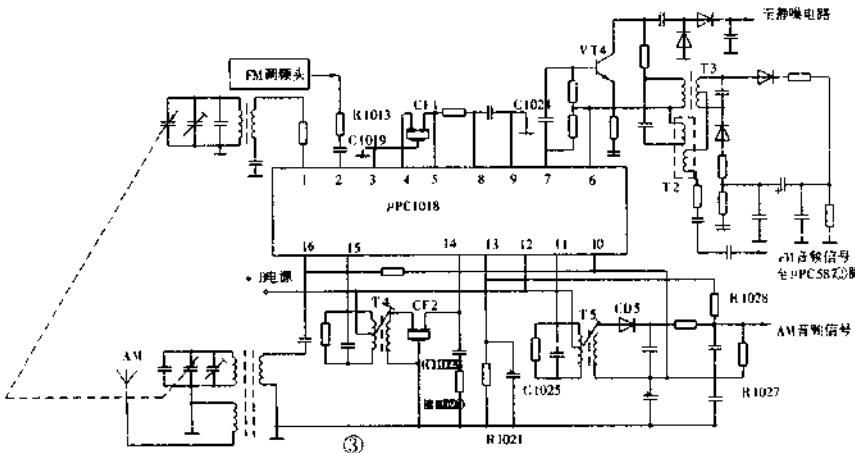 至静噪电路
VT4
T3
FM调频头
R1013
CF1
C1024
C1019
1 2 3 4 5 8 9 7 6
T2
μPC1018
16 15 14 13 12 11 10
FM音频信号
+B电源
T4
CF2
T5
CD5
R1028
AM音频信号
AM
C1025
R1027
R1021
③